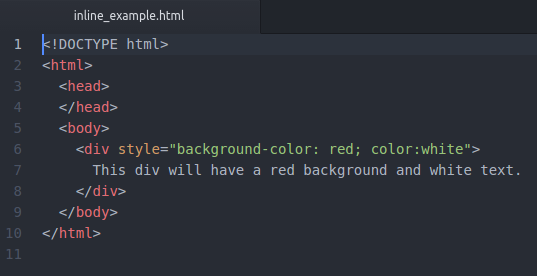 inline_example.html
1 <!DOCTYPE html>
2 <html>
3   <head>
4   </head>
5   <body>
6     <div style="background-color: red; color:white">
7       This div will have a red background and white text.
8     </div>
9   </body>
10 </html>
11